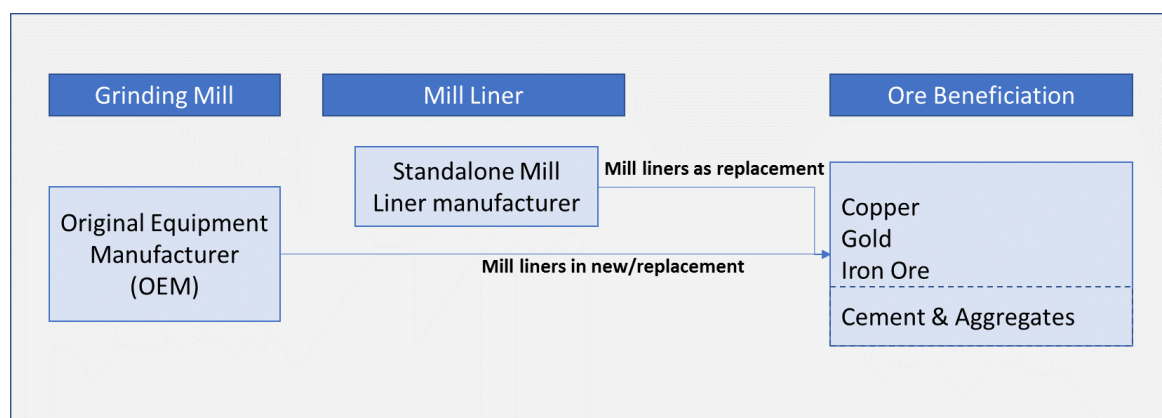 Grinding Mill
Mill Liner
Ore Beneficiation
Standalone Mill
Liner manufacturer
Mill liners as replacement
Original Equipment
Manufacturer
(OEM)
Mill liners in new/replacement
Copper
Gold
Iron Ore
Cement & Aggregates